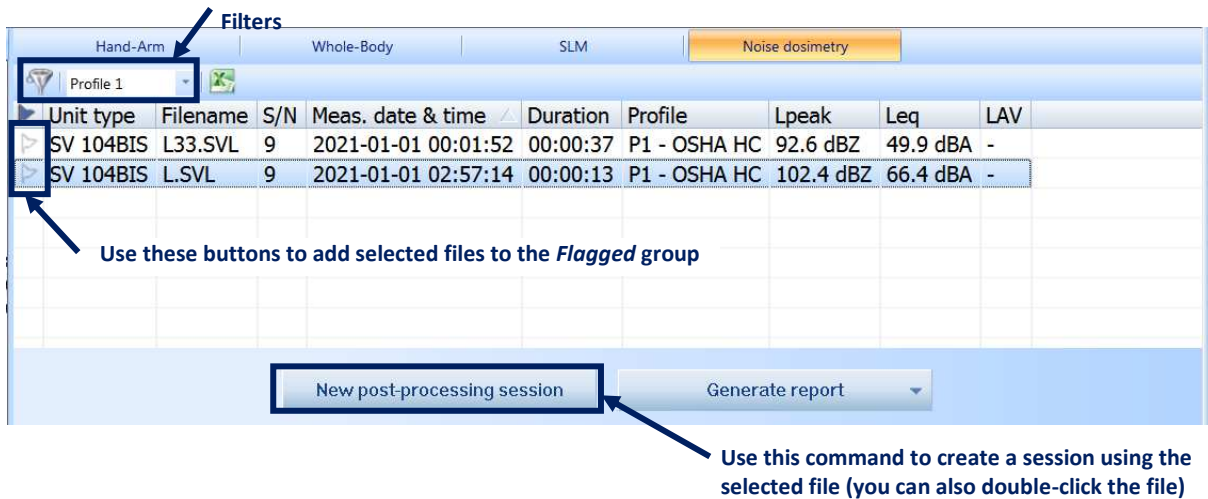 Filters
Hand-Arm Whole-Body SLM Noise dosimetry
Profile 1
Unit type Filename S/N Meas. date & time Duration Profile Lpeak Leq LAV
SV 104BIS L33.SVL 9 2021-01-01 00:01:52 00:00:37 P1 - OSHA HC 92.6 dBZ 49.9 dBA -
SV 104BIS L.SVL 9 2021-01-01 02:57:14 00:00:13 P1 - OSHA HC 102.4 dBZ 66.4 dBA -
Use these buttons to add selected files to the Flagged group
New post-processing session Generate report
Use this command to create a session using the
selected file (you can also double-click the file)